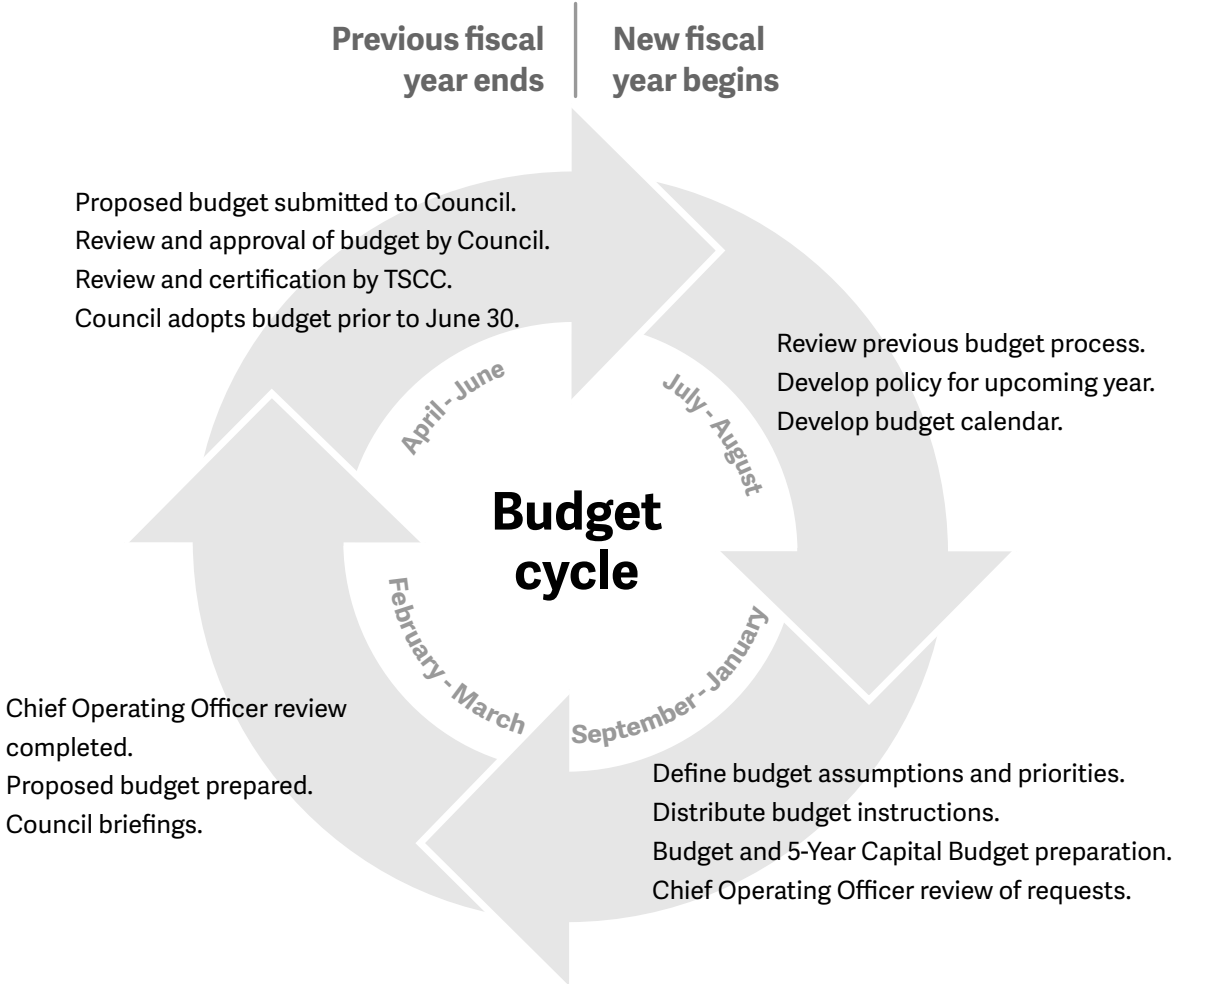 Previous fiscal
year ends
New fiscal
year begins
Proposed budget submitted to Council.
Review and approval of budget by Council.
Review and certification by TSCC.
Council adopts budget prior to June 30.
Review previous budget process.
Develop policy for upcoming year.
Develop budget calendar.
April - June
July - August
Budget
cycle
February - March
September - January
Chief Operating Officer review
completed.
Proposed budget prepared.
Council briefings.
Define budget assumptions and priorities.
Distribute budget instructions.
Budget and 5-Year Capital Budget preparation.
Chief Operating Officer review of requests.